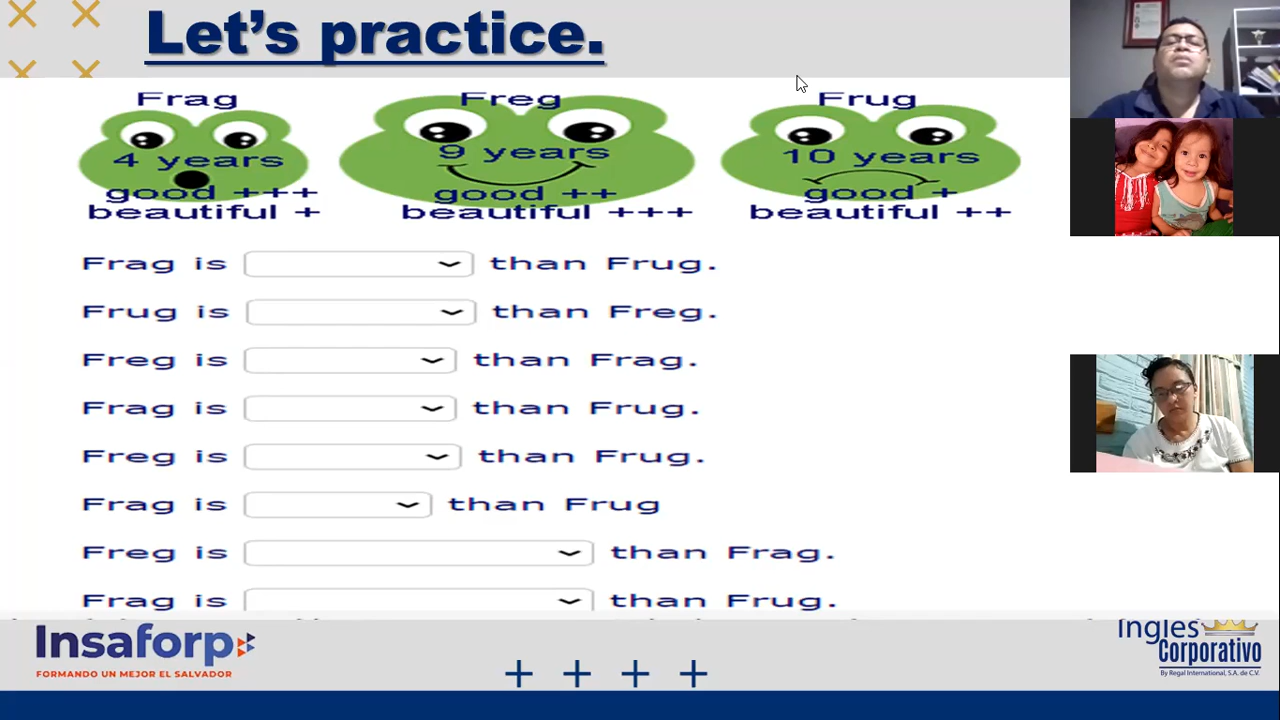 Let's practice.
Frag
Freg
Frug
4 years
9 years
10 years
good +++
good ++
good +
beautiful +
beautiful +++
beautiful ++
Frag is than Frug.
Frug is than Freg.
Freg is than Frag.
Frag is than Frug.
Freg is than Frug.
Frag is than Frug
Freg is than Frag.
Frag is than Frug.
Insaforp
FORMANDO UN MEJOR EL SALVADOR
Ingles
Corporativo
By Regal International, S.A. de C.V.